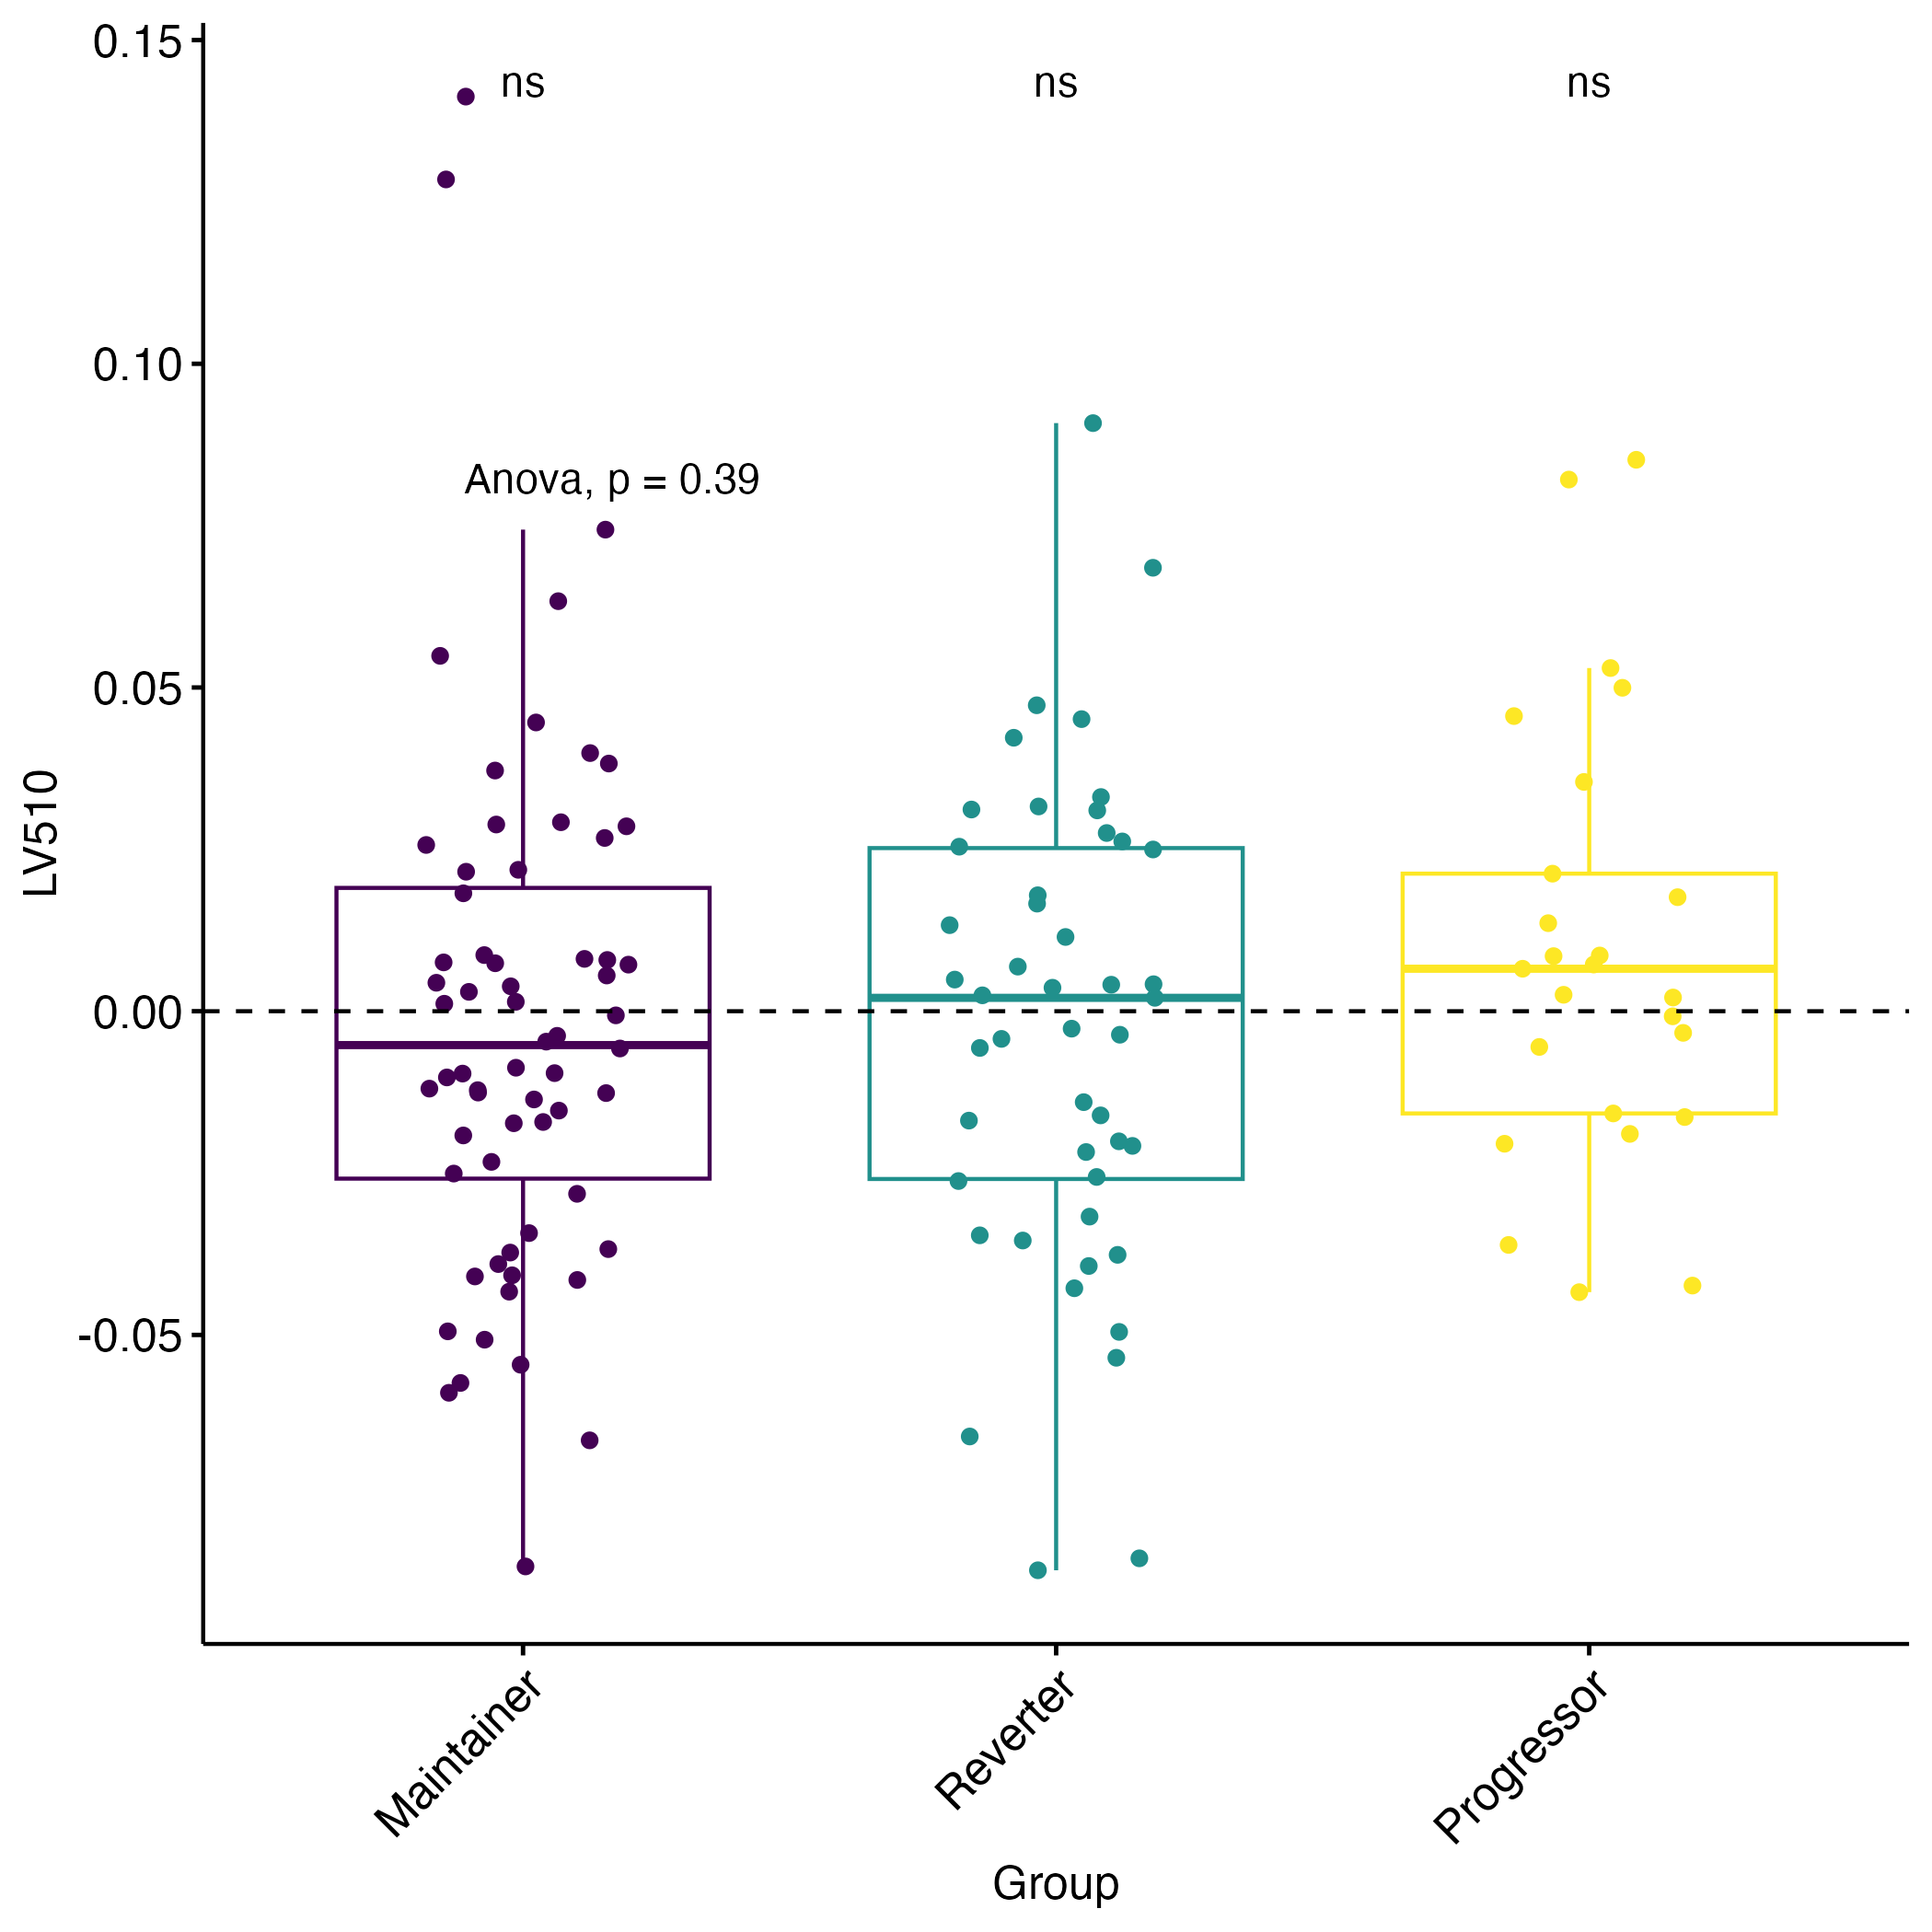 0.15
ns ns ns
0.10
Anova, p = 0.39
0.05
LV510
0.00
-0.05
Maintainer
Reverter
Progressor
Group